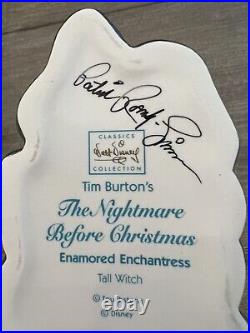 CLASSICS
Walt Disney
COLLECTION
Tim Burton's
The Nightmare
Before Christmas
Enamored Enchantress
Tall Witch
©
© Disney